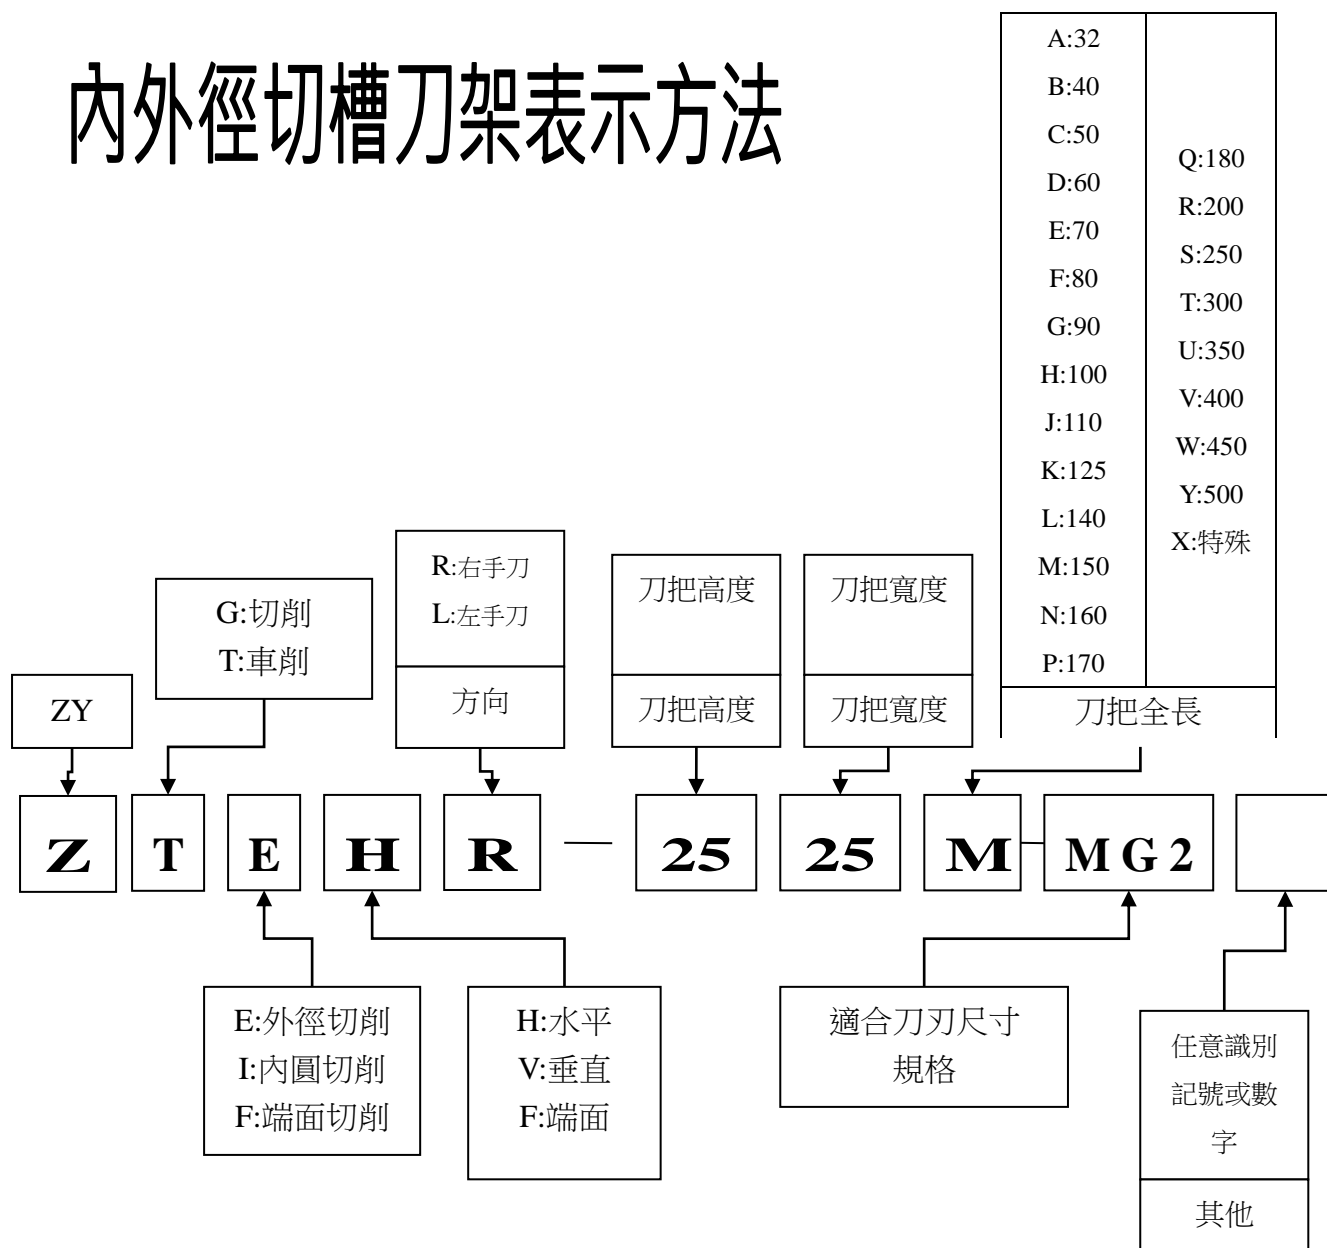 內外徑切槽刀架表示方法
A:32
B:40
C:50
D:60
E:70
F:80
G:90
H:100
J:110
K:125
L:140
M:150
N:160
P:170
Q:180
R:200
S:250
T:300
U:350
V:400
W:450
Y:500
X:特殊
刀把全長
ZY
G:切削
T:車削
R:右手刀
L:左手刀
方向
刀把高度
刀把高度
刀把寬度
刀把寬度
Z T E H R — 25 25 M — M G 2
E:外徑切削
I:內圓切削
F:端面切削
H:水平
V:垂直
F:端面
適合刀刃尺寸
規格
任意識別
記號或數
字
其他